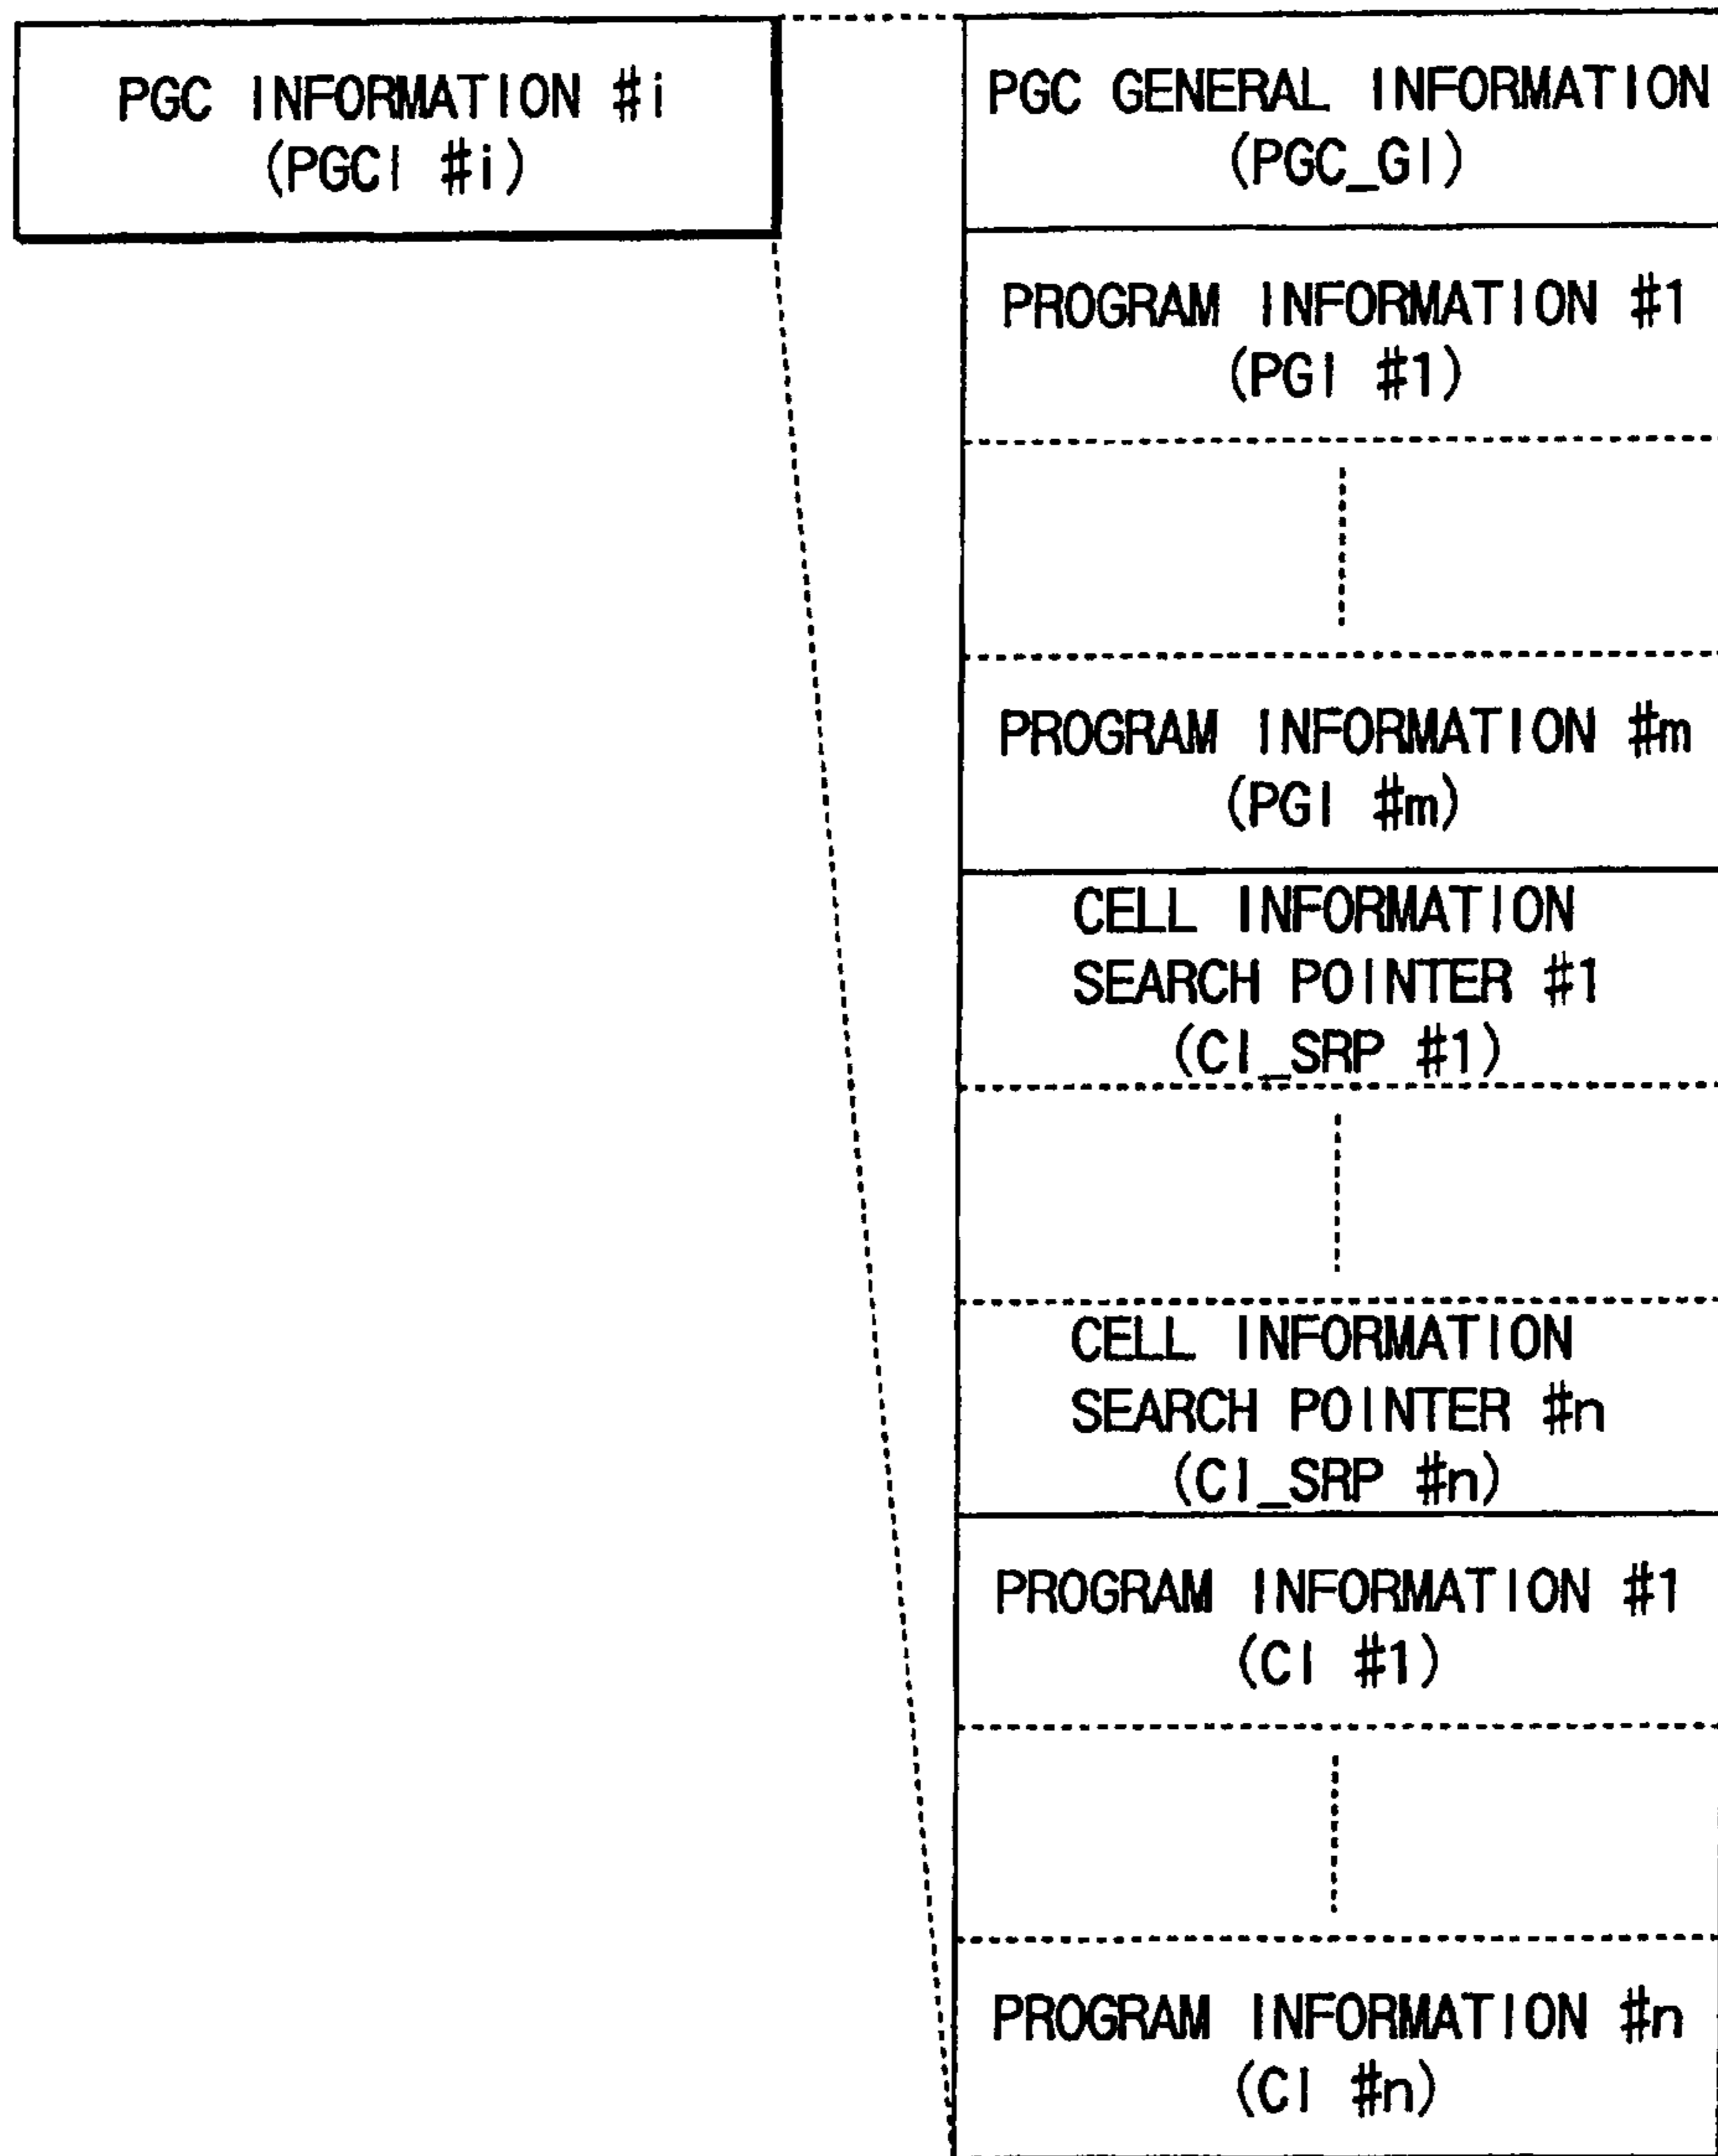 PGC INFORMATION #i
(PGCI #i)
PGC GENERAL INFORMATION
(PGC_GI)
PROGRAM INFORMATION #1
(PGI #1)
PROGRAM INFORMATION #m
(PGI #m)
CELL INFORMATION
SEARCH POINTER #1
(CI_SRP #1)
CELL INFORMATION
SEARCH POINTER #n
(CI_SRP #n)
PROGRAM INFORMATION #1
(CI #1)
PROGRAM INFORMATION #n
(CI #n)